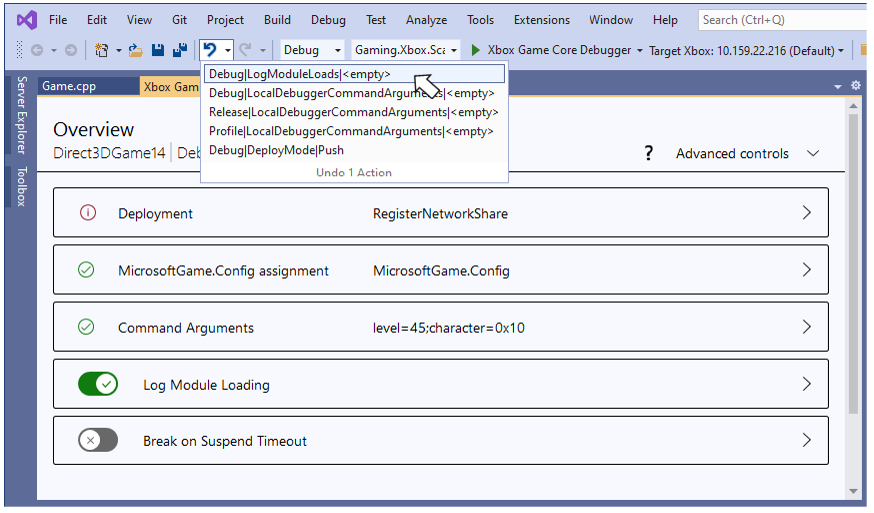 File Edit View Git Project Build Debug Test Analyze Tools Extensions Window Help Search (Ctrl+Q)
Debug Gaming.Xbox.Sca Xbox Game Core Debugger Target Xbox: 10.159.22.216 (Default)
Server Explorer
Toolbox
Game.cpp Xbox Gam
Debug|LogModuleLoads|<empty>
Debug|LocalDebuggerCommandArguments|<empty>
Release|LocalDebuggerCommandArguments|<empty>
Profile|LocalDebuggerCommandArguments|<empty>
Debug|DeployMode|Push
Undo 1 Action
Overview
Direct3DGame14 | Deb
? Advanced controls
Deployment RegisterNetworkShare
MicrosoftGame.Config assignment MicrosoftGame.Config
Command Arguments level=45;character=0x10
Log Module Loading
Break on Suspend Timeout